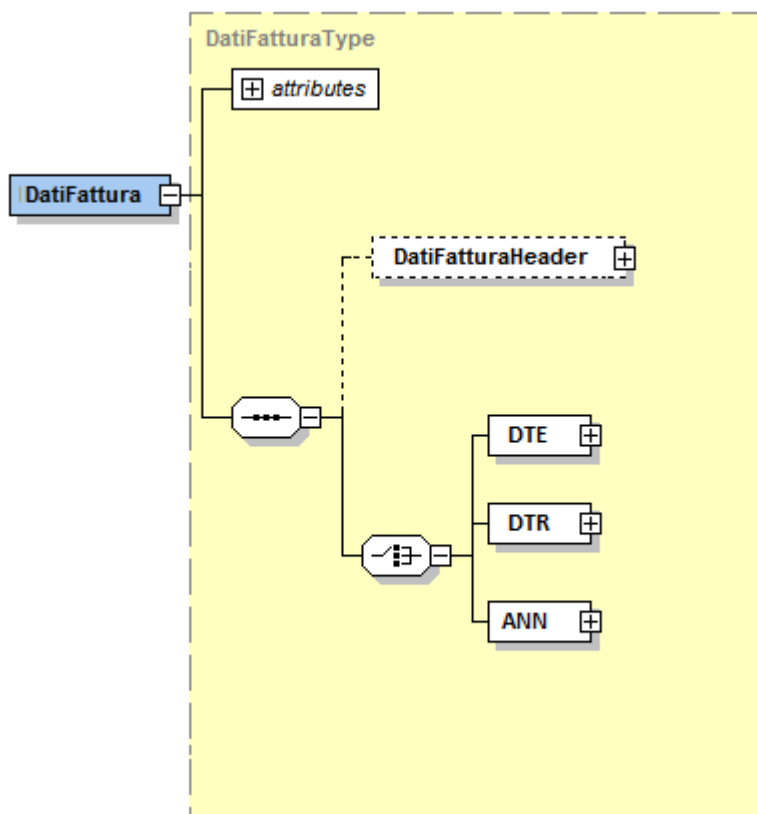 DatiFatturaType
attributes
DatiFattura
DatiFatturaHeader
DTE
DTR
ANN